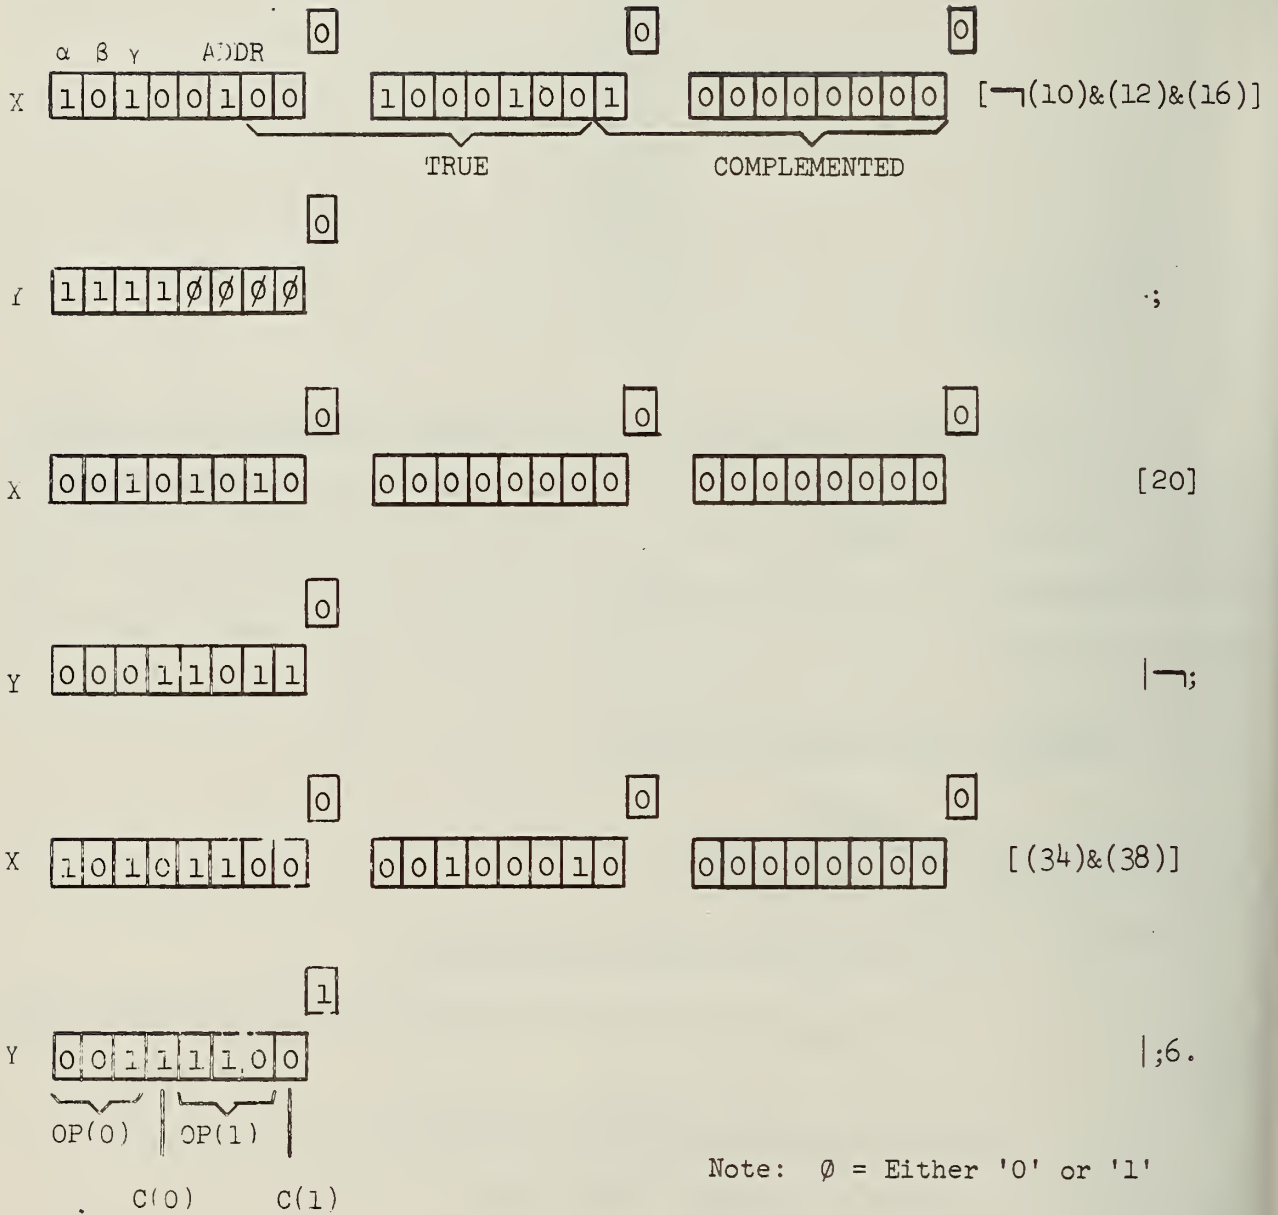 0 0 0
α β γ ADDR
X 1 0 1 0 0 1 0 0 1 0 0 0 1 0 0 1 0 0 0 0 0 0 0 0 [¬(10)&(12)&(16)]
TRUE COMPLEMENTED
0
1 1 1 1 ∅ ∅ ∅ ∅ ;
0 0 0
X 0 0 1 0 1 0 1 0 0 0 0 0 0 0 0 0 0 0 0 0 0 0 0 0 [20]
0
Y 0 0 0 1 1 0 1 1 |¬;
0 0 0
X 1 0 1 0 1 1 0 0 0 0 1 0 0 0 1 0 0 0 0 0 0 0 0 0 [(34)&(38)]
1
Y 0 0 1 1 1 1 0 0 |;6.
OP(0) OP(1)
Note: ∅ = Either '0' or '1'
C(0) C(1)